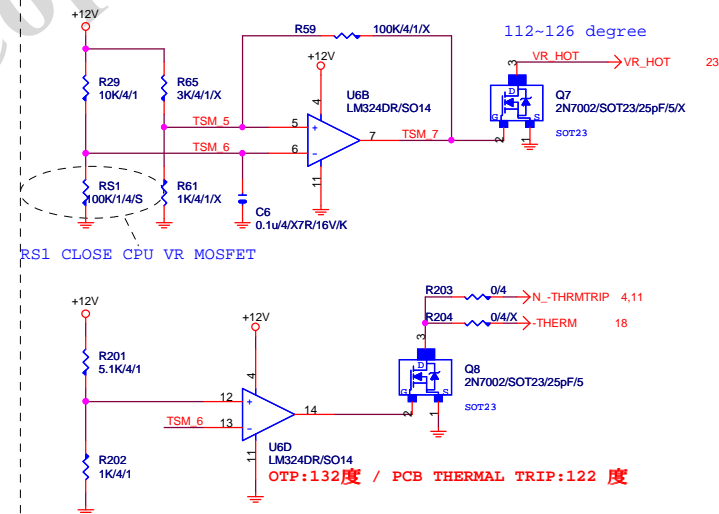 +12V
R59
100K/4/1/X
112~126 degree
+12V
VR_HOT
VR_HOT
23
3
R29
10K/4/1
R65
3K/4/1/X
U6B
LM324DR/SO14
D
G
S
Q7
2N7002/SOT23/25pF/5/X
SOT23
4
TSM_5
5
+
7
TSM_7
TSM_6
6
-
2
1
11
RS1
100K/1/4/S
R61
1K/4/1/X
C6
0.1u/4/X7R/16V/K
RS1 CLOSE CPU VR MOSFET
R203
0/4
N_-THRMTRIP
4,11
+12V
+12V
R204
0/4/X
-THERM
18
3
R201
5.1K/4/1
4
D
G
S
Q8
2N7002/SOT23/25pF/5
SOT23
12
+
14
TSM_6
13
-
2
1
U6D
LM324DR/SO14
11
R202
1K/4/1
OTP:132度 / PCB THERMAL TRIP:122 度